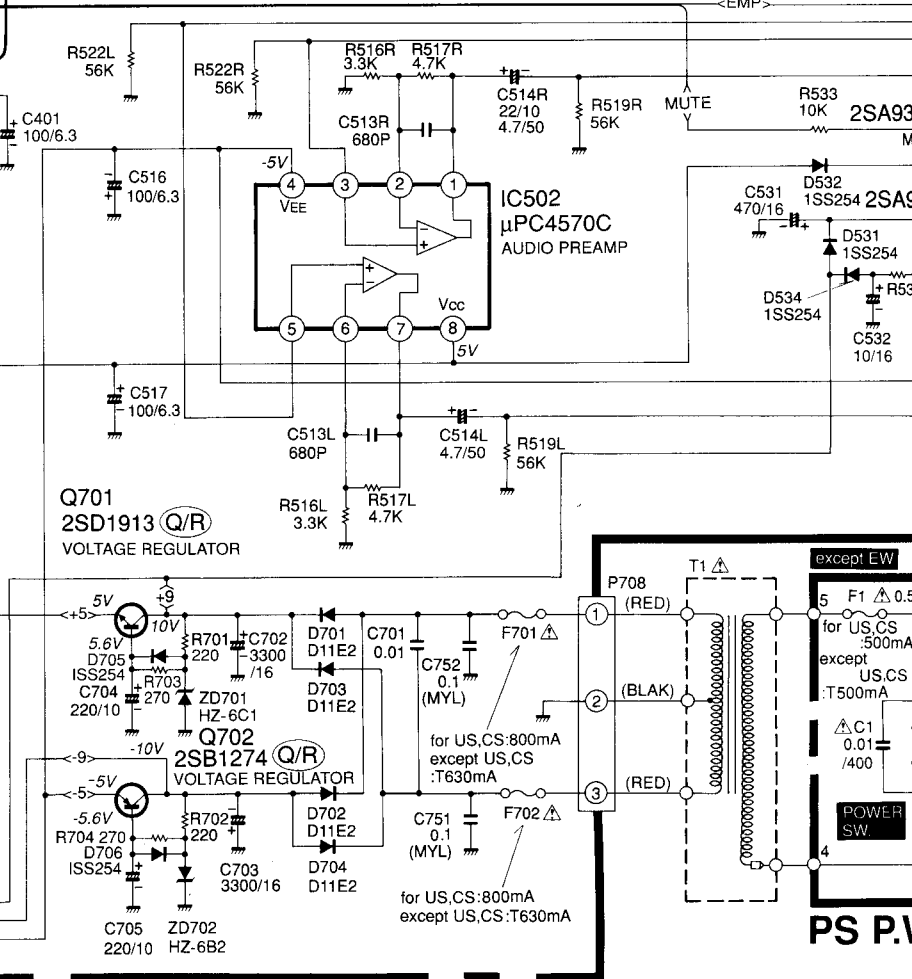 <EMP>
R522L
56K
R522R
56K
R516R
3.3K
R517R
4.7K
C514R
22/10
4.7/50
R519R
56K
MUTE
R533
10K
2SA93
C401
100/6.3
C513R
680P
-5V
C516
100/6.3
4
3
2
1
VEE
IC502
μPC4570C
AUDIO PREAMP
D532
1SS254
2SA9
C531
470/16
D531
1SS254
D534
1SS254
R53
C532
10/16
Vcc
5
6
7
8
5V
C517
100/6.3
C513L
680P
C514L
4.7/50
R519L
56K
R516L
3.3K
R517L
4.7K
Q701
2SD1913 Q/R
VOLTAGE REGULATOR
+9
+5
5V
10V
5.6V
D705
ISS254
R703
270
C704
220/10
R701
220
C702
3300
/16
ZD701
HZ-6C1
D701
D11E2
D703
D11E2
C701
0.01
C752
0.1
(MYL)
F701
for US,CS:800mA
except US,CS
:T630mA
P708
1
(RED)
2
(BLAK)
3
(RED)
T1
except EW
5
F1
0.5
for US,CS
:500mA
except
US,CS
:T500mA
C1
0.01
/400
POWER
SW.
4
PS P.W
Q702
2SB1274 Q/R
VOLTAGE REGULATOR
-9
-10V
-5
-5V
-5.6V
R704 270
D706
ISS254
R702
220
C703
3300/16
D702
D11E2
D704
D11E2
C751
0.1
(MYL)
F702
for US,CS:800mA
except US,CS:T630mA
C705
220/10
ZD702
HZ-6B2